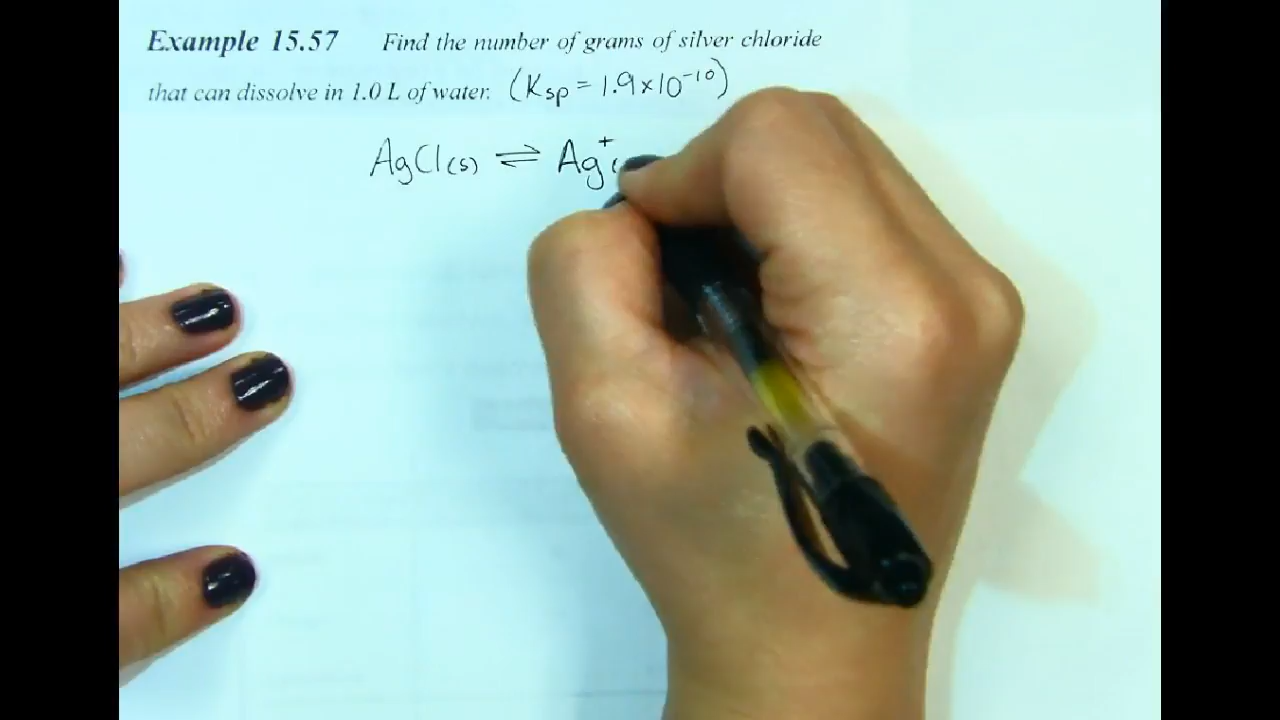 Example 15.57 Find the number of grams of silver chloride
that can dissolve in 1.0 L of water. (Ksp = 1.9×10⁻¹⁰)
AgCl(s) ⇌ Ag⁺(